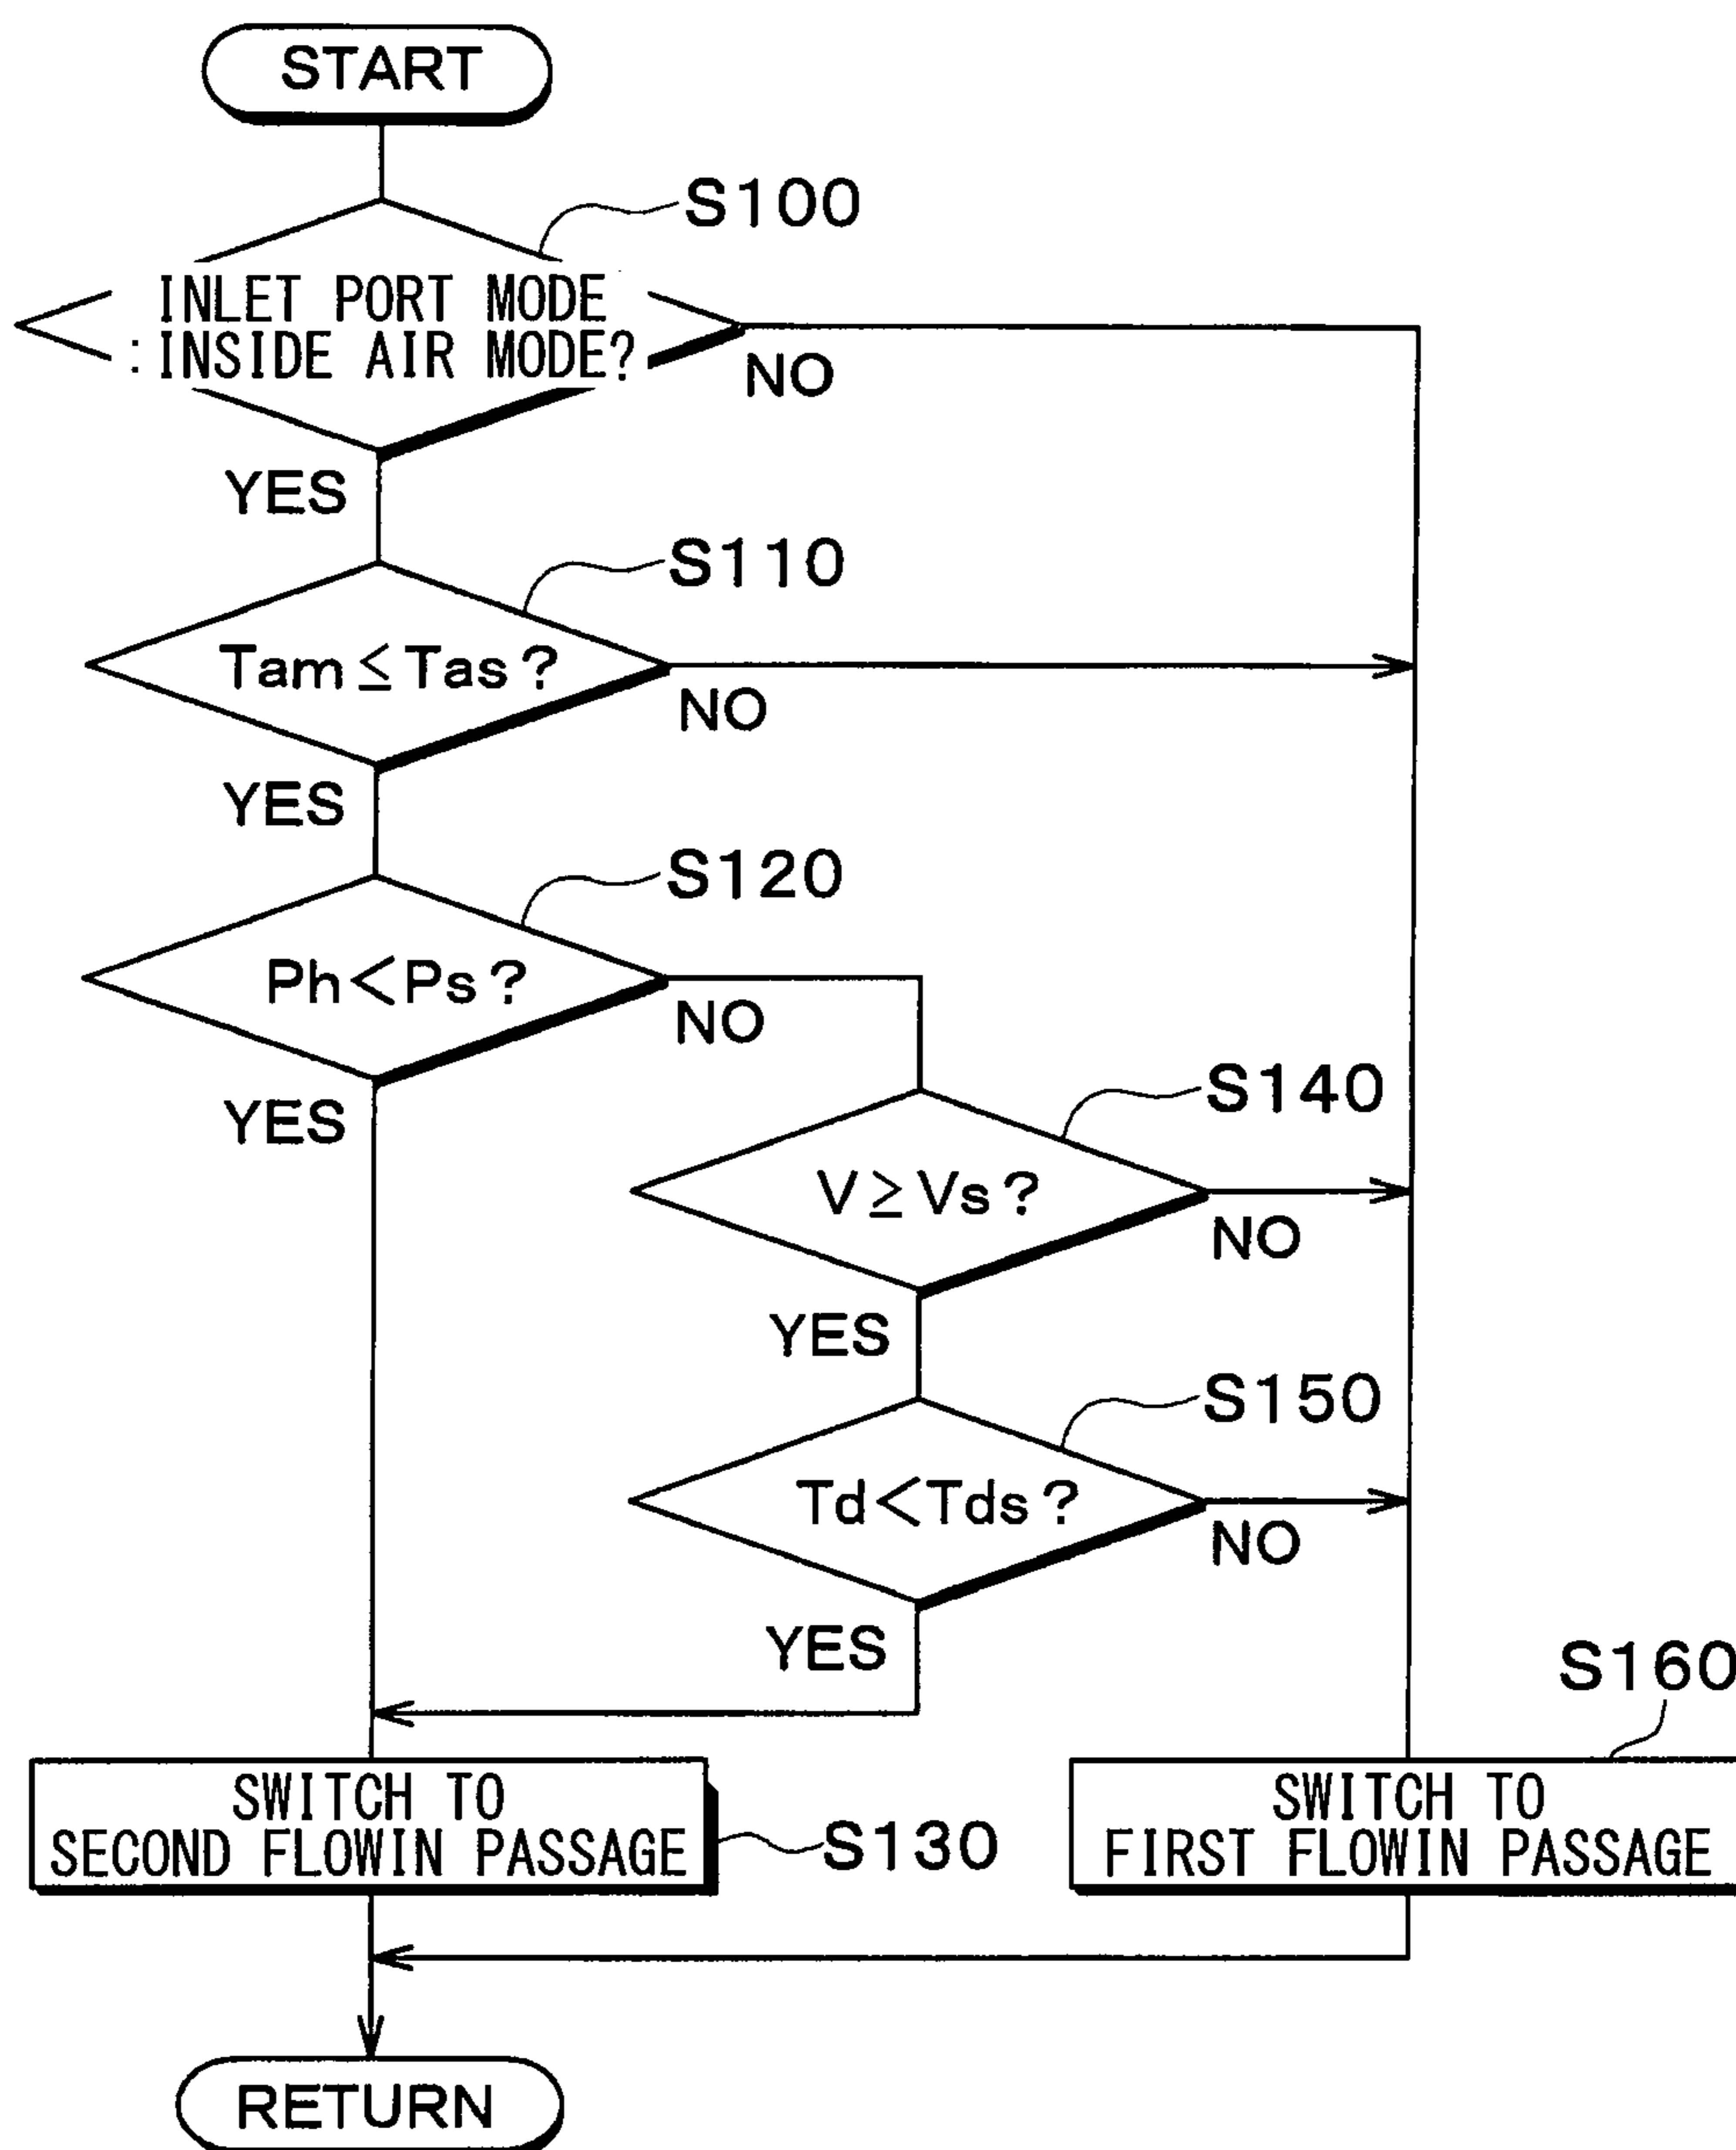 START
S100
INLET PORT MODE
:INSIDE AIR MODE?
NO
YES
S110
Tam≦Tas?
NO
YES
S120
Ph<Ps?
NO
YES
S140
V≧Vs?
NO
YES
S150
Td<Tds?
NO
YES
S160
SWITCH TO
SECOND FLOWIN PASSAGE
S130
SWITCH TO
FIRST FLOWIN PASSAGE
RETURN